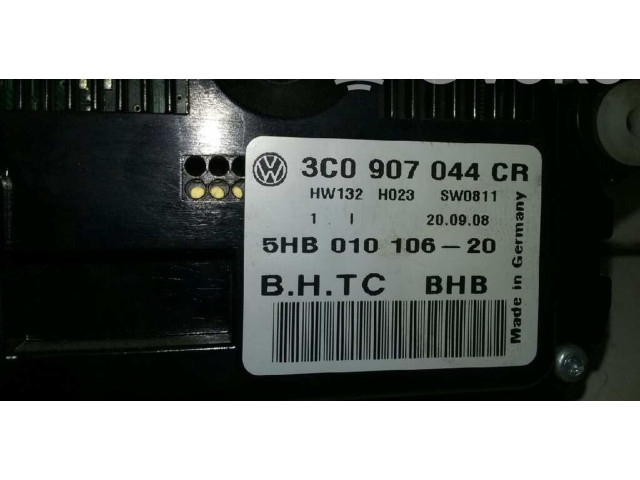 3C0 907 044 CR
HW132 H023 SW0811
1 I 20.09.08
5HB 010 106-20
B.H.TC BHB
Made in Germany